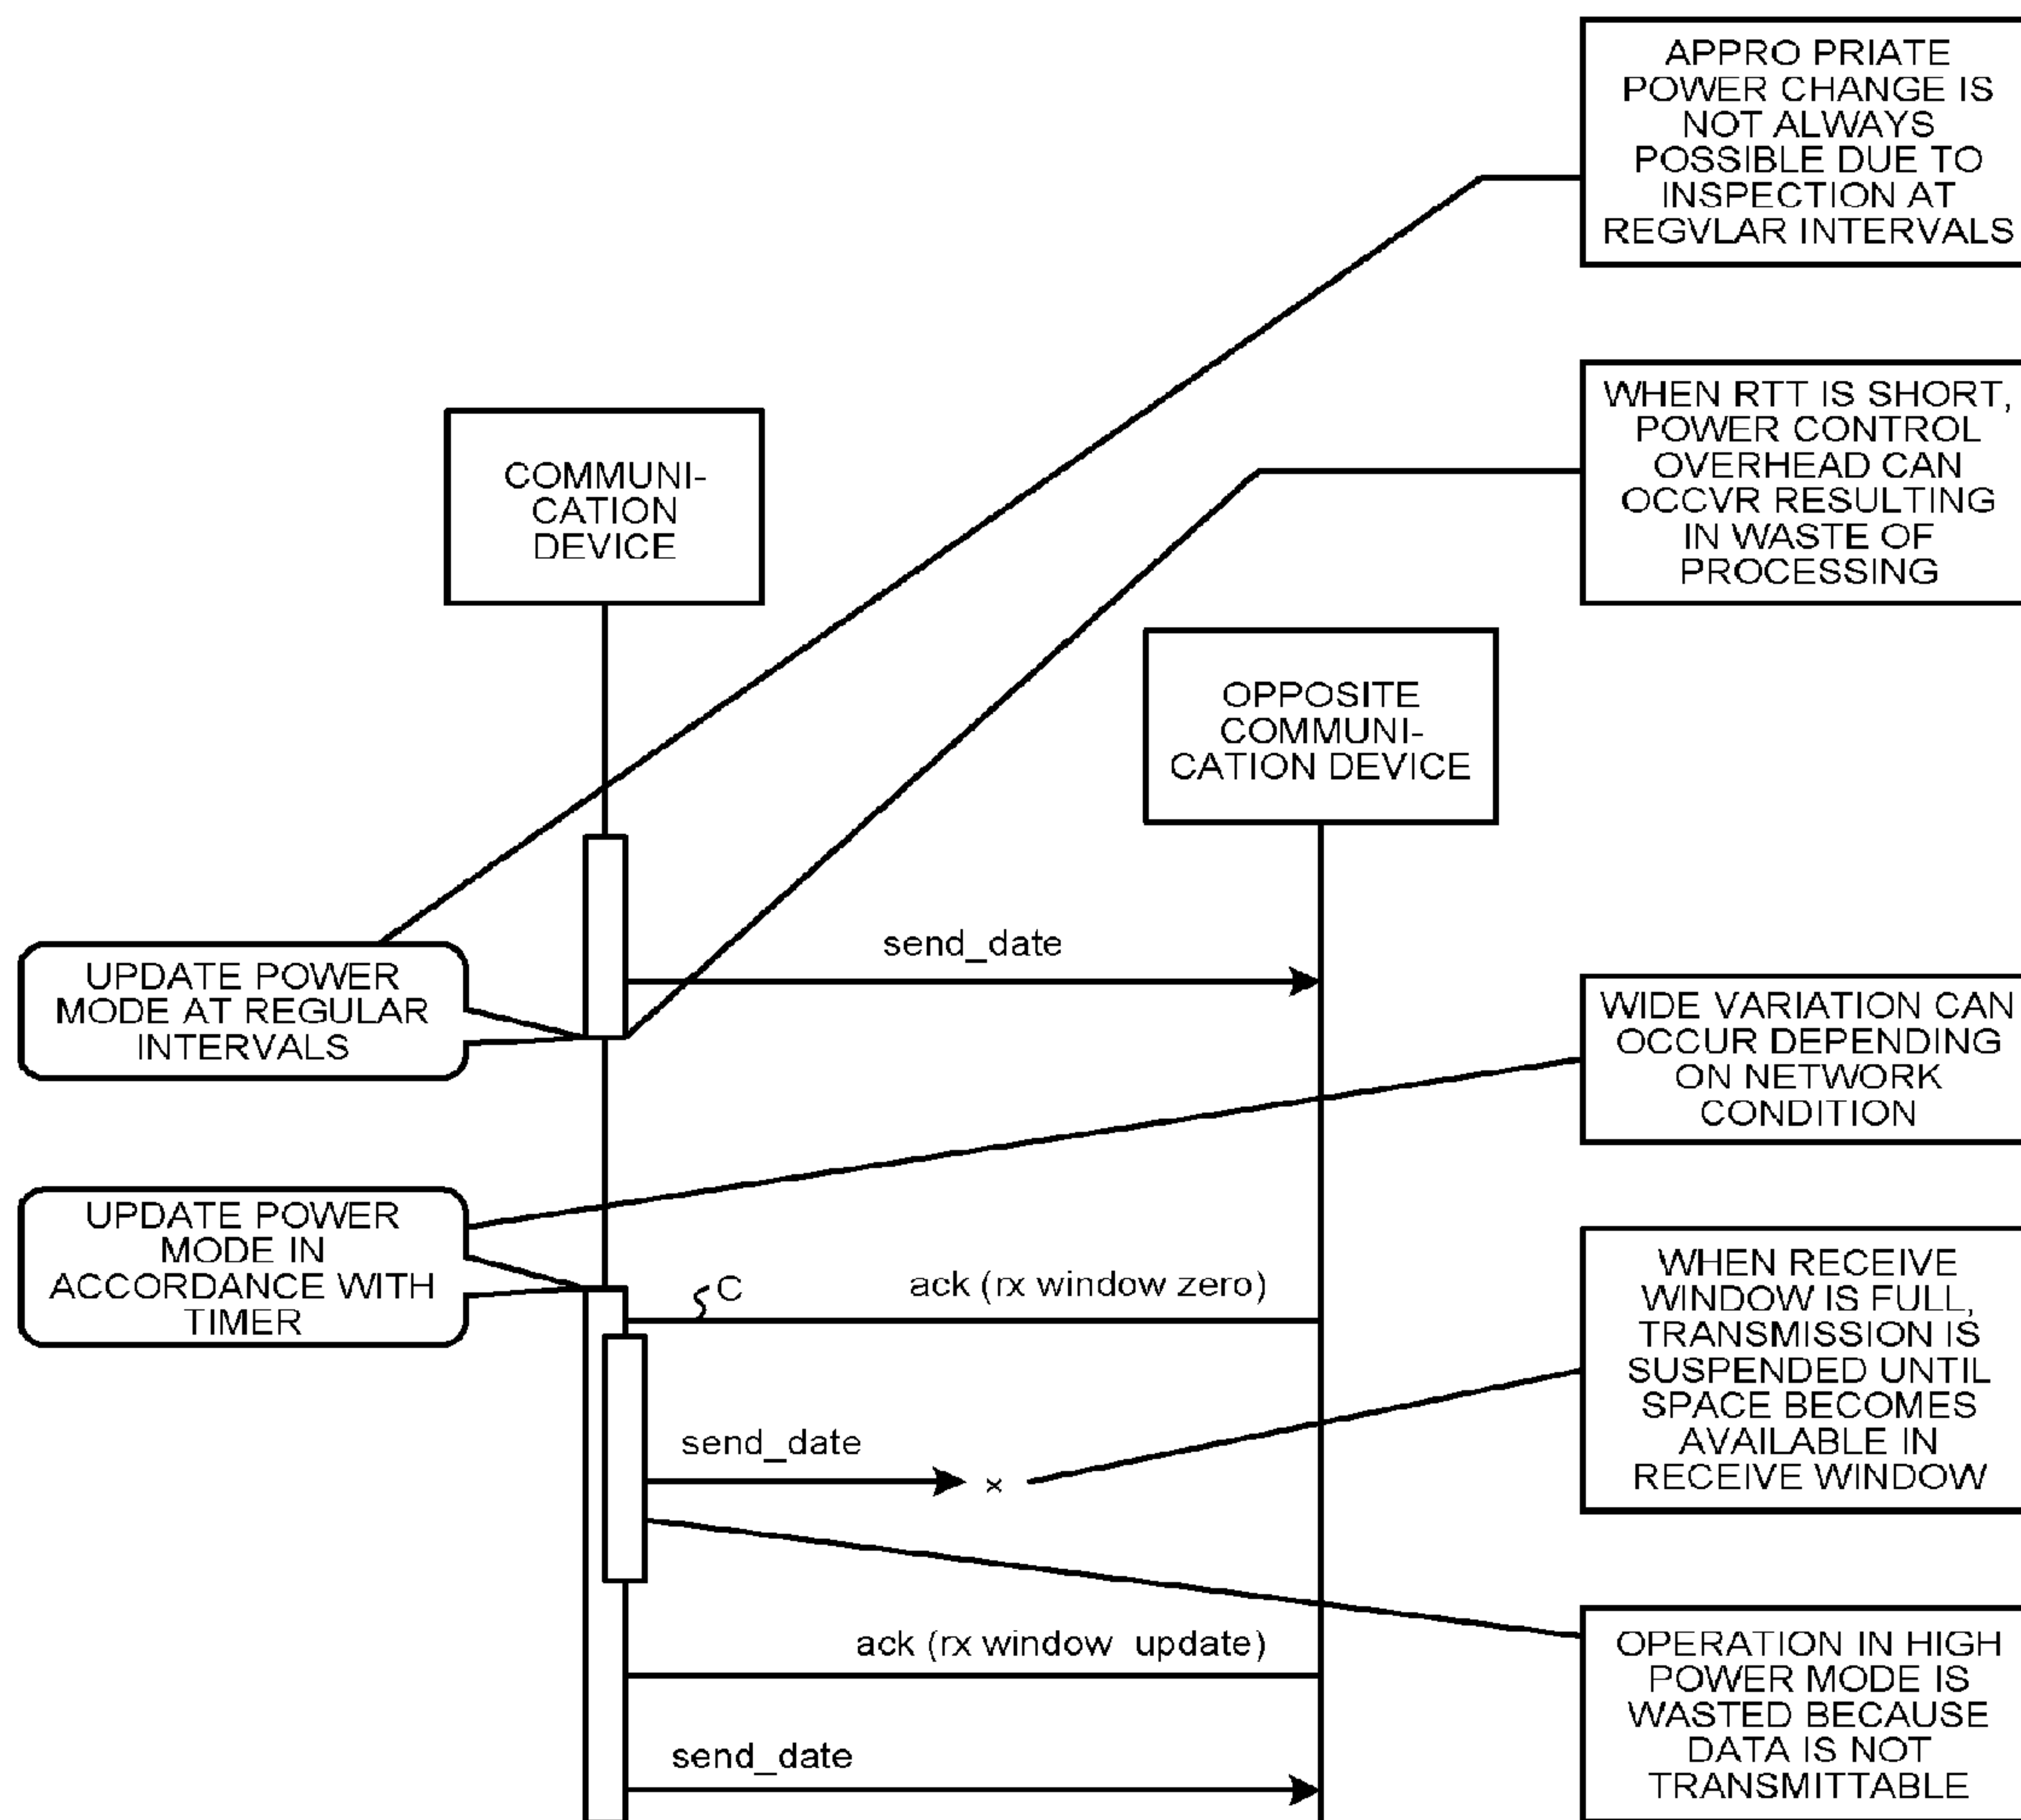 APPRO PRIATE
POWER CHANGE IS
NOT ALWAYS
POSSIBLE DUE TO
INSPECTION AT
REGVLAR INTERVALS
WHEN RTT IS SHORT,
POWER CONTROL
OVERHEAD CAN
OCCVR RESULTING
IN WASTE OF
PROCESSING
COMMUNI-
CATION
DEVICE
OPPOSITE
COMMUNI-
CATION DEVICE
send_date
UPDATE POWER
MODE AT REGULAR
INTERVALS
WIDE VARIATION CAN
OCCUR DEPENDING
ON NETWORK
CONDITION
UPDATE POWER
MODE IN
ACCORDANCE WITH
TIMER
C
ack (rx window zero)
WHEN RECEIVE
WINDOW IS FULL,
TRANSMISSION IS
SUSPENDED UNTIL
SPACE BECOMES
AVAILABLE IN
RECEIVE WINDOW
send_date
x
ack (rx window update)
OPERATION IN HIGH
POWER MODE IS
WASTED BECAUSE
DATA IS NOT
TRANSMITTABLE
send_date